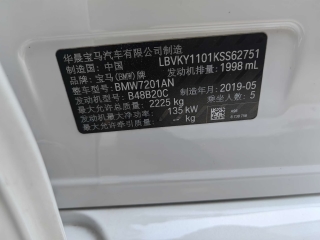 华晨宝马汽车有限公司制造
制造国：中国 LBVKY1101KSS62751
品牌：宝马(BMW)牌 发动机排量：1998 mL
整车型号：BMW7201AN
发动机型号：B48B20C 制造年月：2019-05
最大允许总质量：2225 kg 乘坐人数：5
发动机最大净功率：135 kW
kg